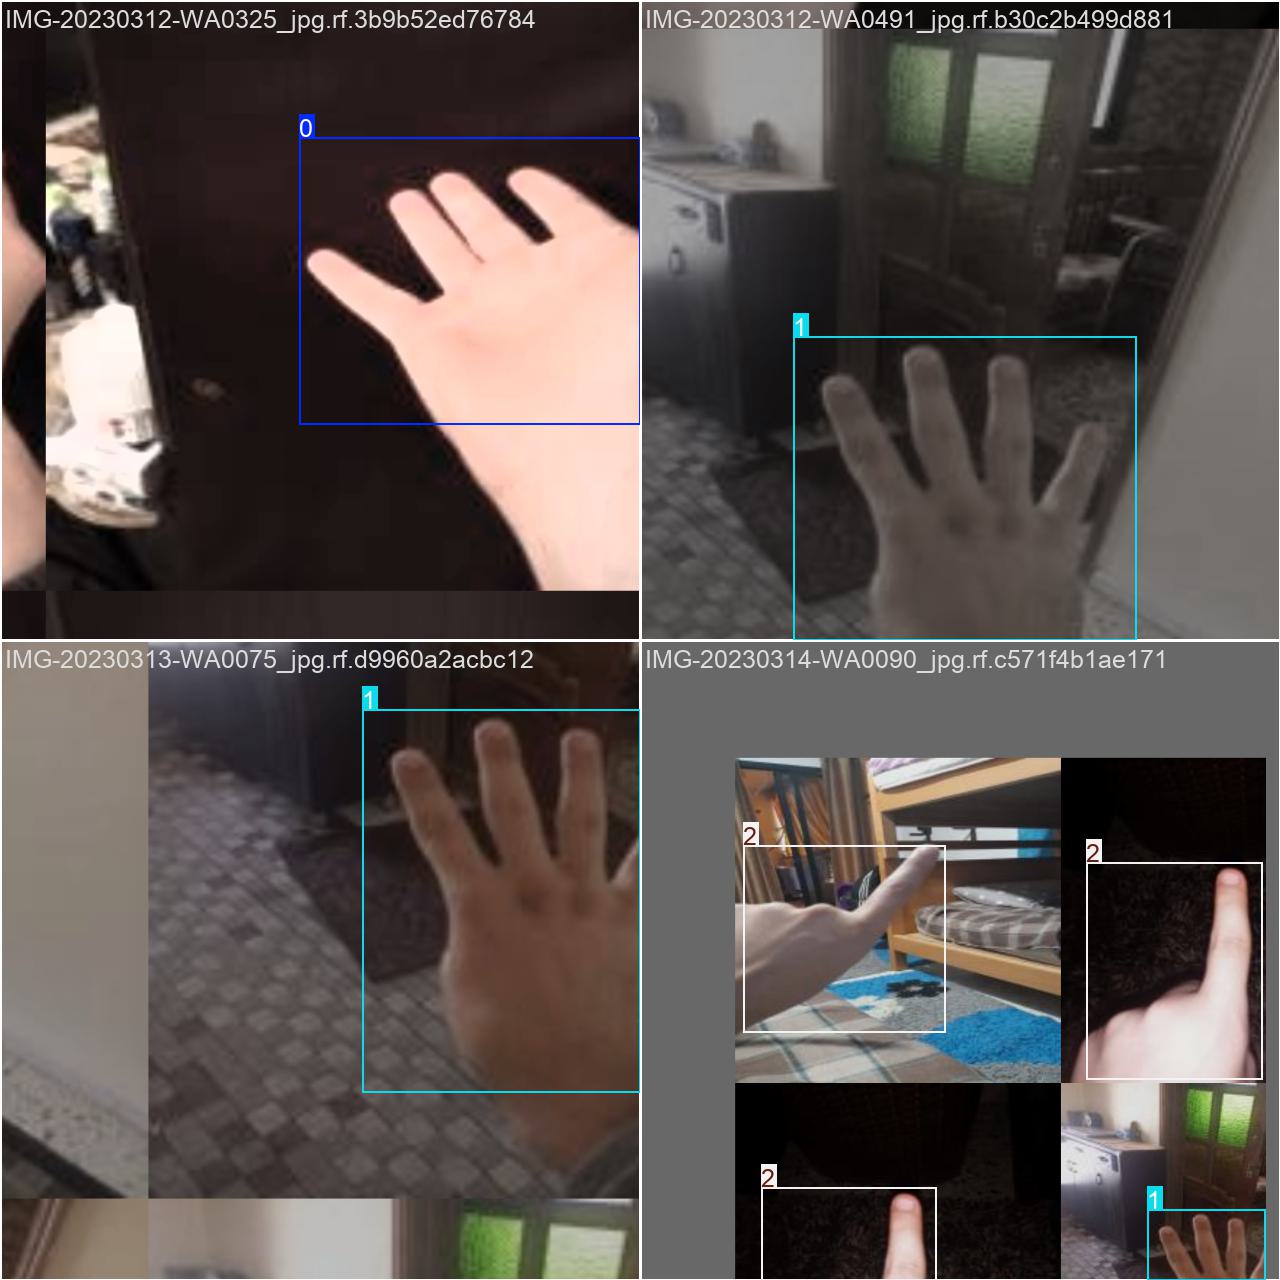 IMG-20230312-WA0325_jpg.rf.3b9b52ed76784
IMG-20230312-WA0491_jpg.rf.b30c2b499d881
0
1
IMG-20230313-WA0075_jpg.rf.d9960a2acbc12
IMG-20230314-WA0090_jpg.rf.c571f4b1ae171
1
2
2
2
1